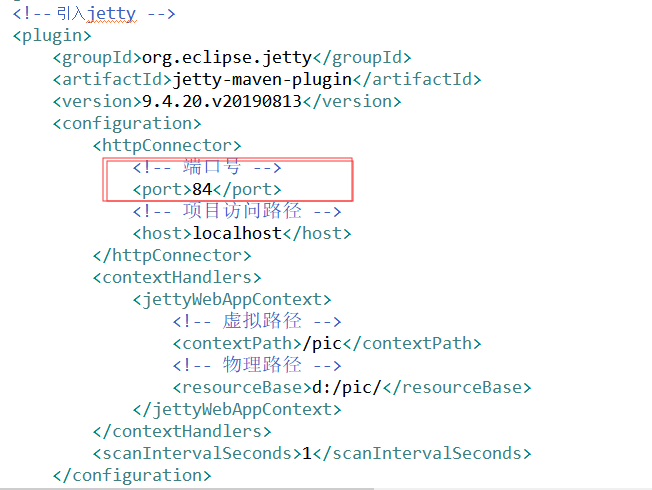 <!-- 引入jetty -->
<plugin>
<groupId>org.eclipse.jetty</groupId>
<artifactId>jetty-maven-plugin</artifactId>
<version>9.4.20.v20190813</version>
<configuration>
<httpConnector>
<!-- 端口号 -->
<port>84</port>
<!-- 项目访问路径 -->
<host>localhost</host>
</httpConnector>
<contextHandlers>
<jettyWebAppContext>
<!-- 虚拟路径 -->
<contextPath>/pic</contextPath>
<!-- 物理路径 -->
<resourceBase>d:/pic/</resourceBase>
</jettyWebAppContext>
</contextHandlers>
<scanIntervalSeconds>1</scanIntervalSeconds>
</configuration>